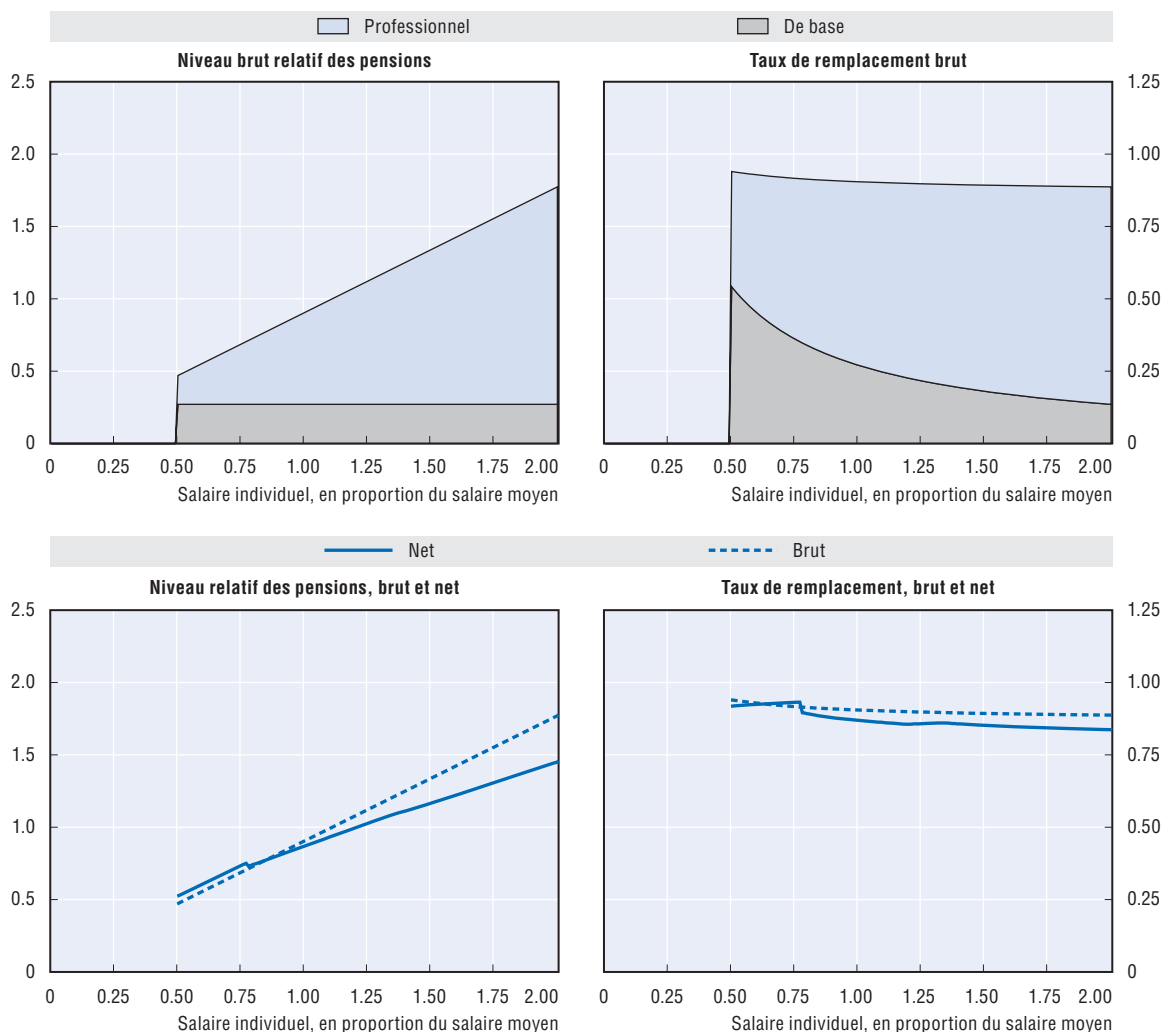 Professionnel De base
Niveau brut relatif des pensions
2.5
2.0
1.5
1.0
0.5
0
0 0.25 0.50 0.75 1.00 1.25 1.50 1.75 2.00
Salaire individuel, en proportion du salaire moyen
Taux de remplacement brut
1.25
1.00
0.75
0.50
0.25
0
0 0.25 0.50 0.75 1.00 1.25 1.50 1.75 2.00
Salaire individuel, en proportion du salaire moyen
Net Brut
Niveau relatif des pensions, brut et net
2.5
2.0
1.5
1.0
0.5
0
0 0.25 0.50 0.75 1.00 1.25 1.50 1.75 2.00
Salaire individuel, en proportion du salaire moyen
Taux de remplacement, brut et net
1.25
1.00
0.75
0.50
0.25
0
0 0.25 0.50 0.75 1.00 1.25 1.50 1.75 2.00
Salaire individuel, en proportion du salaire moyen